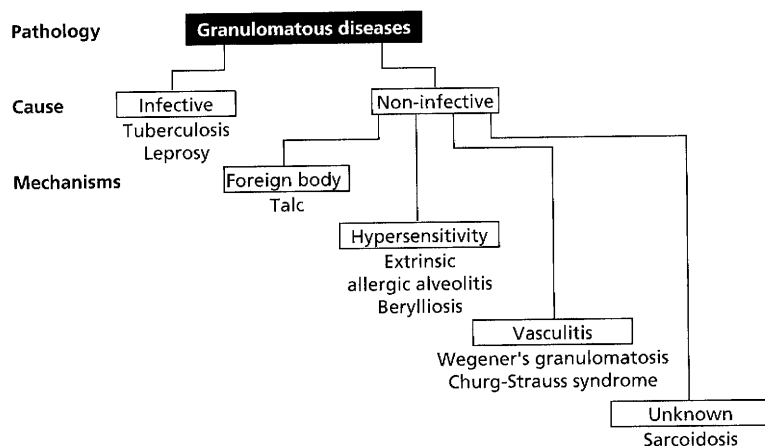 Pathology
Granulomatous diseases
Cause
Infective
Non-infective
Tuberculosis
Leprosy
Mechanisms
Foreign body
Talc
Hypersensitivity
Extrinsic
allergic alveolitis
Berylliosis
Vasculitis
Wegener's granulomatosis
Churg-Strauss syndrome
Unknown
Sarcoidosis